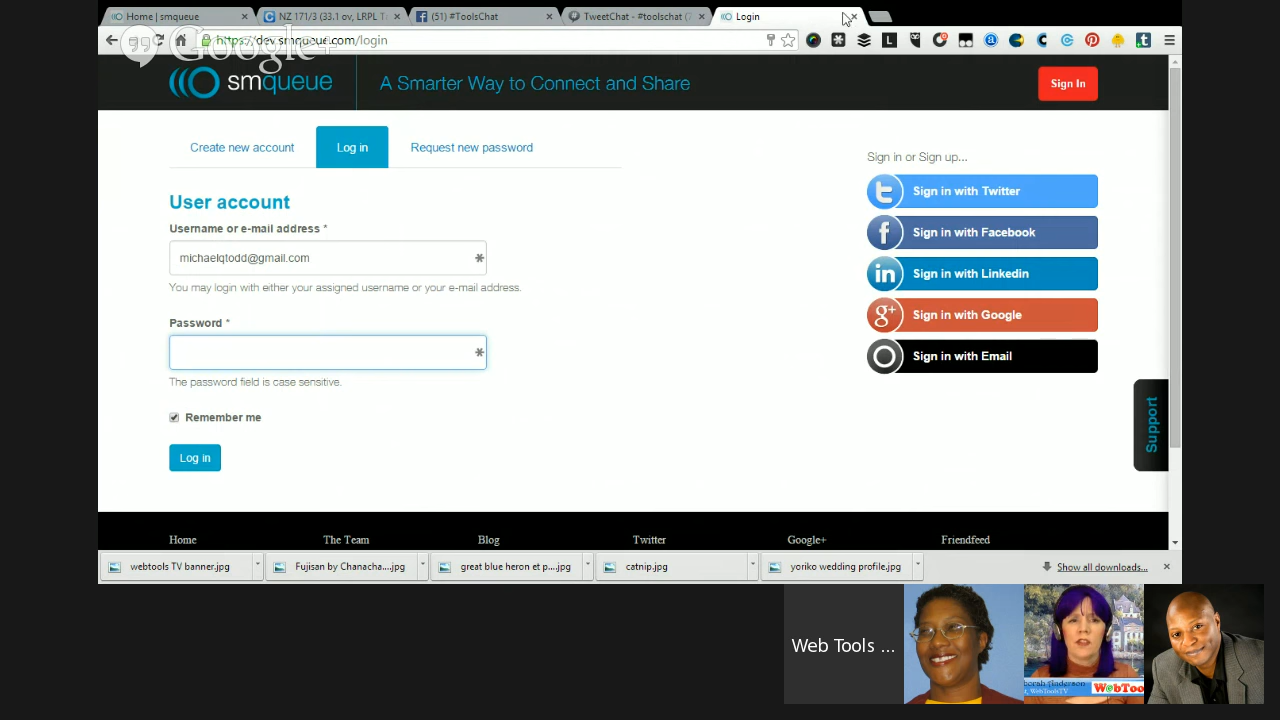 Home | smqueue
NZ 171/3 (33.1 ov, LRPL T
(51) #ToolsChat
TweetChat - #toolschat (
Login
https://dev.smqueue.com/login
Google+
smqueue
A Smarter Way to Connect and Share
Sign In
Create new account
Log in
Request new password
Sign in or Sign up...
Sign in with Twitter
User account
Username or e-mail address *
Sign in with Facebook
michaelqtodd@gmail.com
Sign in with Linkedin
You may login with either your assigned username or your e-mail address.
Sign in with Google
Password *
Sign in with Email
The password field is case sensitive.
Remember me
Support
Log in
Home
The Team
Blog
Twitter
Google+
Friendfeed
webtools TV banner.jpg
Fujisan by Chanacha....jpg
great blue heron et p....jpg
catnip.jpg
yoriko wedding profile.jpg
Show all downloads...
Web Tools ...
borah Anderson
t, WebToolsTV
WebToo